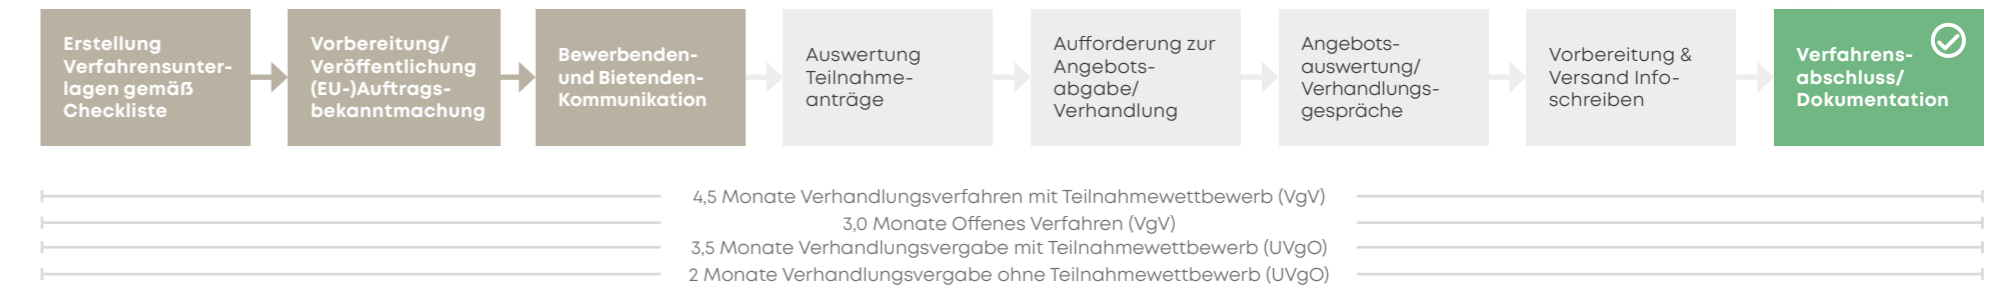 Erstellung
Verfahrensunter-
lagen gemäß
Checkliste
Vorbereitung/
Veröffentlichung
(EU-)Auftrags-
bekanntmachung
Bewerbenden-
und Bietenden-
Kommunikation
Auswertung
Teilnahme-
anträge
Aufforderung zur
Angebots-
abgabe/
Verhandlung
Angebots-
auswertung/
Verhandlungs-
gespräche
Vorbereitung &
Versand Info-
schreiben
Verfahrens-
abschluss/
Dokumentation
4,5 Monate Verhandlungsverfahren mit Teilnahmewettbewerb (VgV)
3,0 Monate Offenes Verfahren (VgV)
3,5 Monate Verhandlungsvergabe mit Teilnahmewettbewerb (UVgO)
2 Monate Verhandlungsvergabe ohne Teilnahmewettbewerb (UVgO)